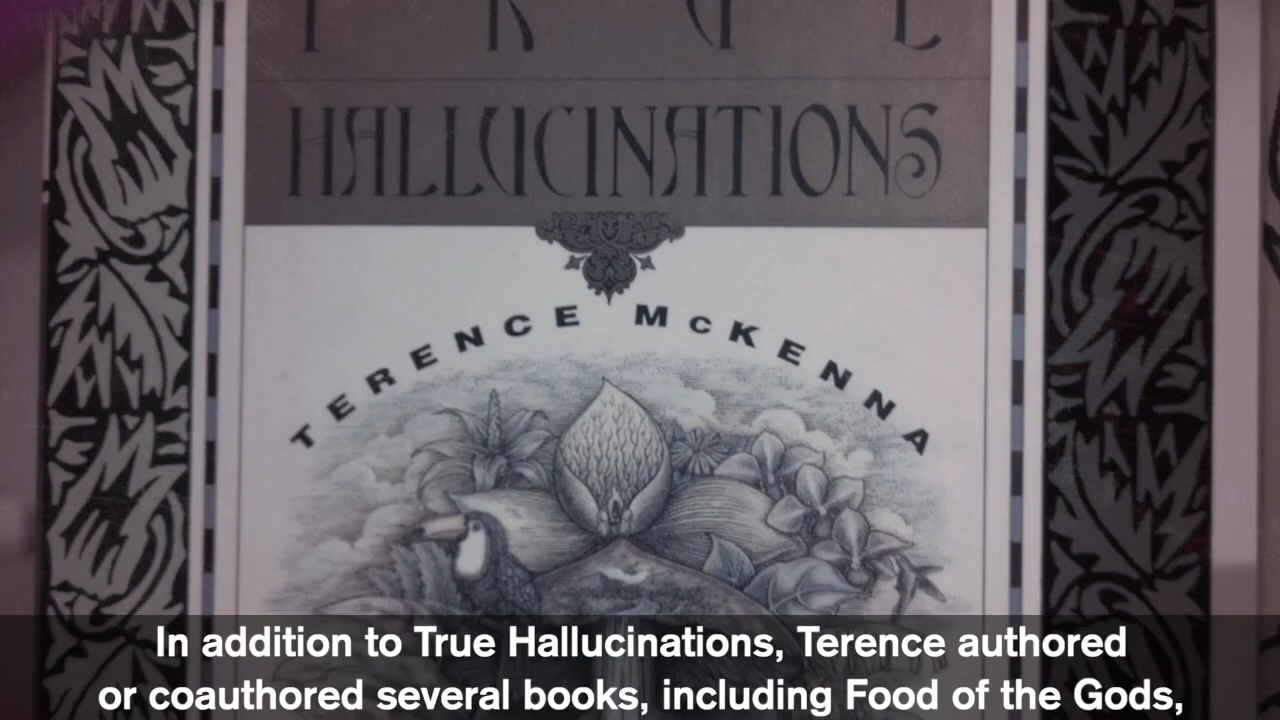 TRUE
HALLUCINATIONS
TERENCE McKENNA
In addition to True Hallucinations, Terence authored
or coauthored several books, including Food of the Gods,